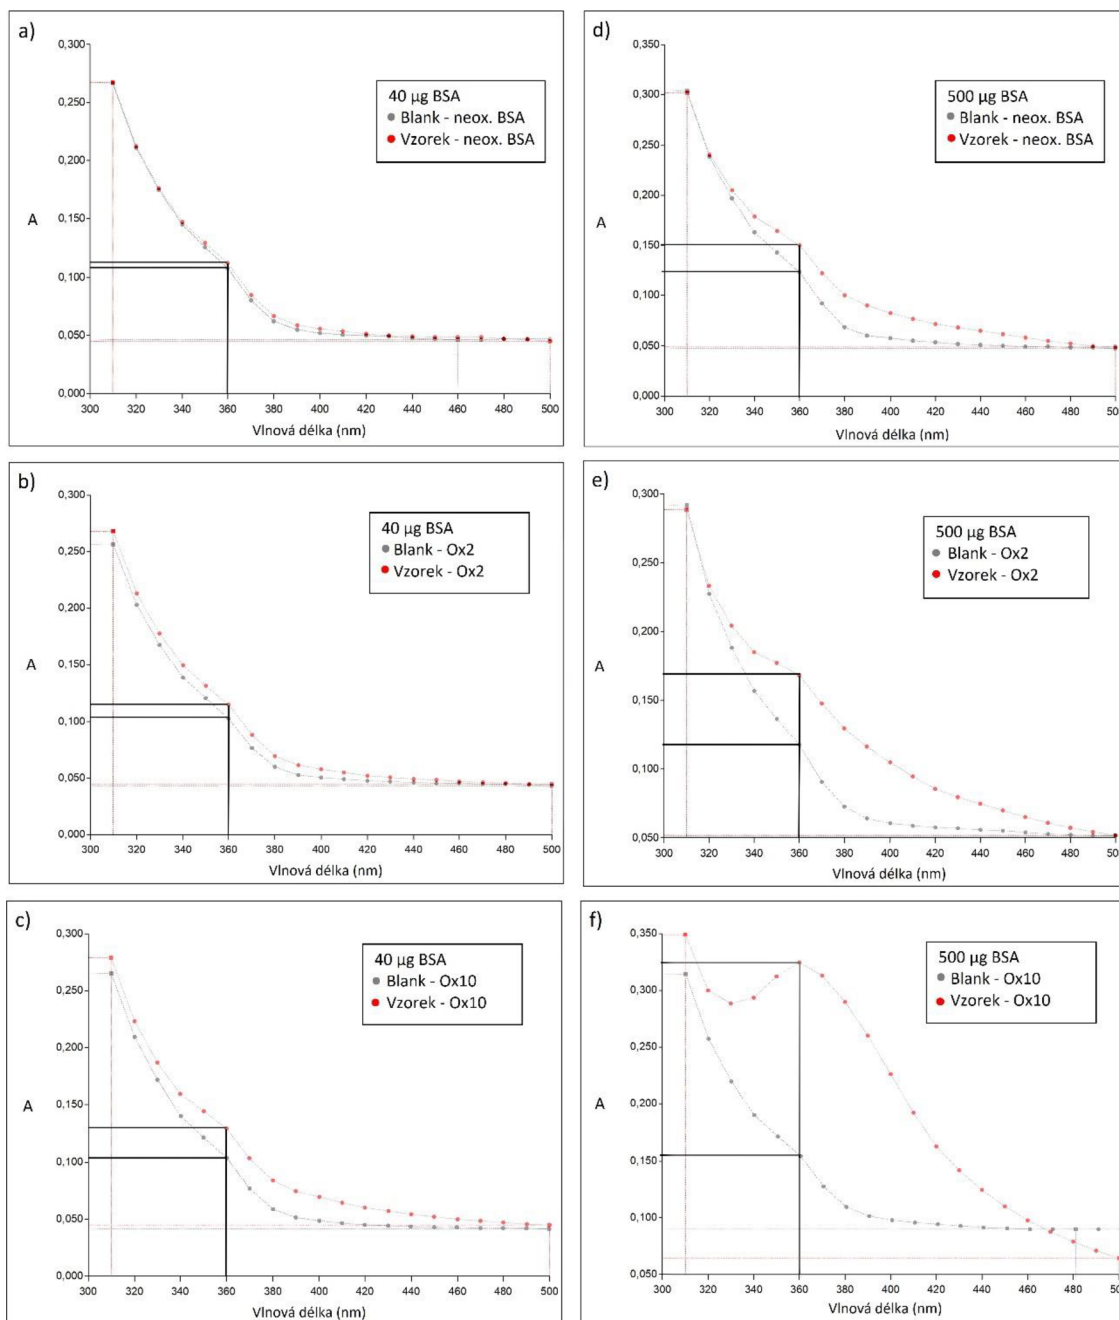 a)
0,300
0,250
0,200
0,150
0,100
0,050
0,000
A
40 µg BSA
Blank - neox. BSA
Vzorek - neox. BSA
300 320 340 360 380 400 420 440 460 480 500
Vlnová délka (nm)
d)
0,350
0,300
0,250
0,200
0,150
0,100
0,050
0,000
A
500 µg BSA
Blank - neox. BSA
Vzorek - neox. BSA
300 320 340 360 380 400 420 440 460 480 500
Vlnová délka (nm)
b)
0,300
0,250
0,200
0,150
0,100
0,050
0,000
A
40 µg BSA
Blank - Ox2
Vzorek - Ox2
300 320 340 360 380 400 420 440 460 480 500
Vlnová délka (nm)
e)
0,300
0,250
0,200
0,150
0,100
0,050
A
500 µg BSA
Blank - Ox2
Vzorek - Ox2
300 320 340 360 380 400 420 440 460 480 500
Vlnová délka (nm)
c)
0,300
0,250
0,200
0,150
0,100
0,050
0,000
A
40 µg BSA
Blank - Ox10
Vzorek - Ox10
300 320 340 360 380 400 420 440 460 480 500
Vlnová délka (nm)
f)
0,350
0,300
0,250
0,200
0,150
0,100
0,050
A
500 µg BSA
Blank - Ox10
Vzorek - Ox10
300 320 340 360 380 400 420 440 460 480 500
Vlnová délka (nm)